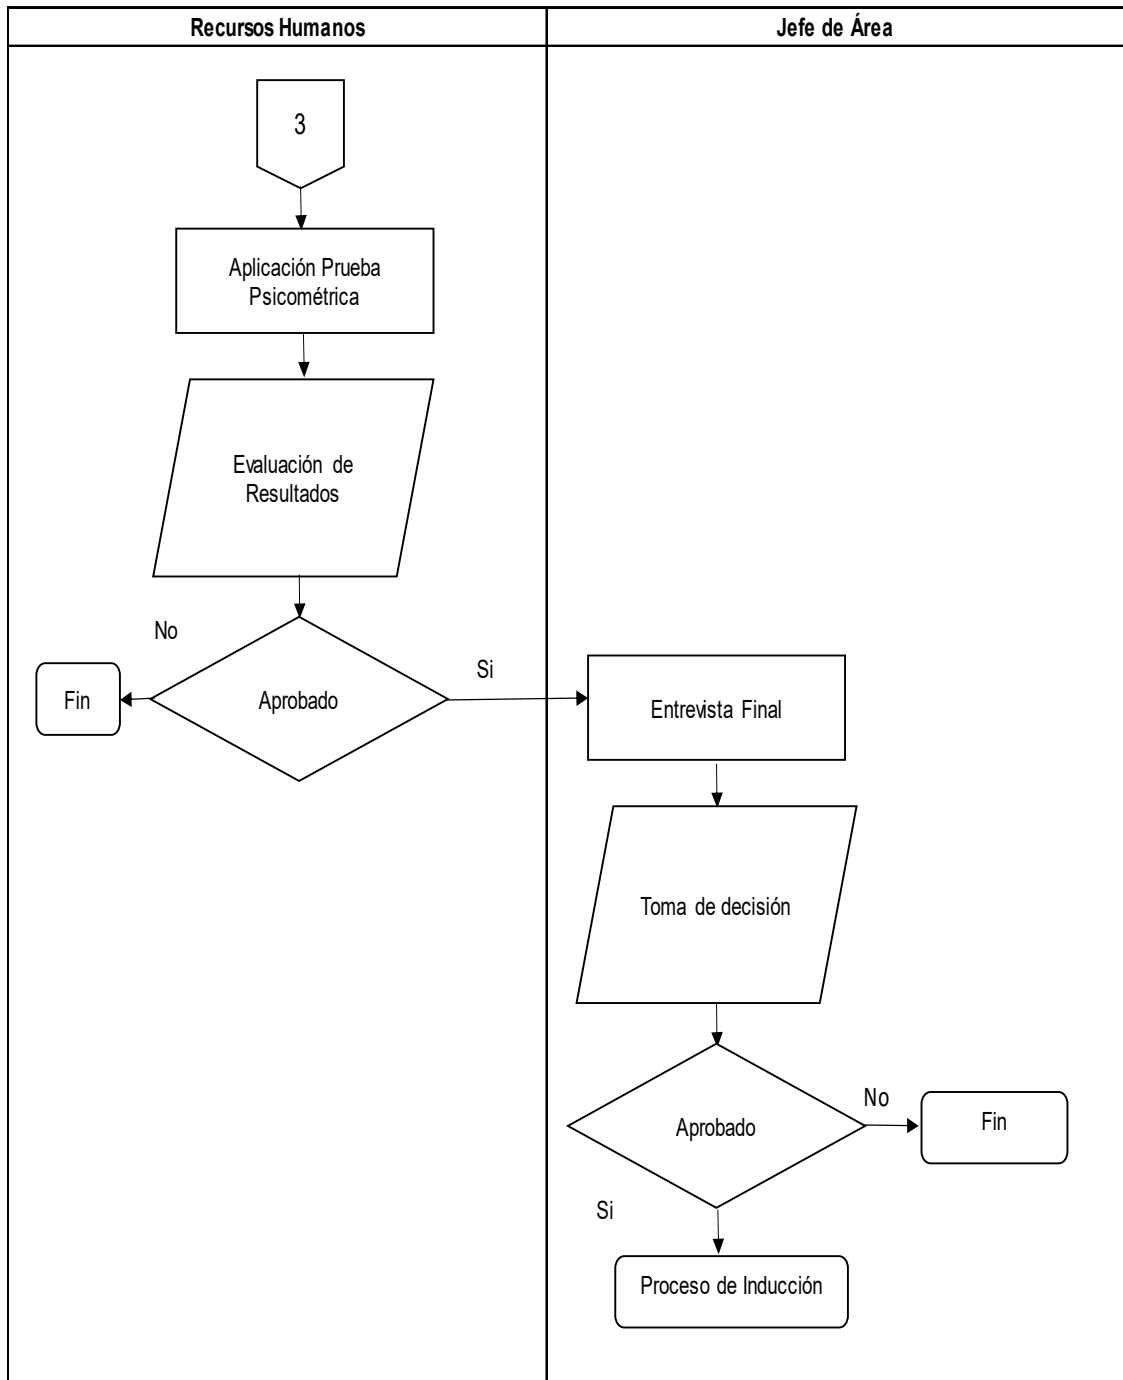 Recursos Humanos
Jefe de Área
3
Aplicación Prueba
Psicométrica
Evaluación de
Resultados
No
Si
Fin
Aprobado
Entrevista Final
Toma de decisión
Aprobado
No
Fin
Si
Proceso de Inducción